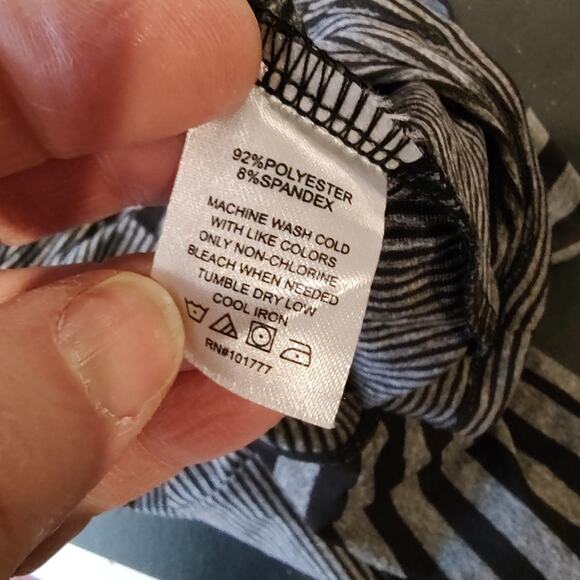 92%POLYESTER
8%SPANDEX
MACHINE WASH COLD
WITH LIKE COLORS
ONLY NON-CHLORINE
BLEACH WHEN NEEDED
TUMBLE DRY LOW
COOL IRON
RN#101777